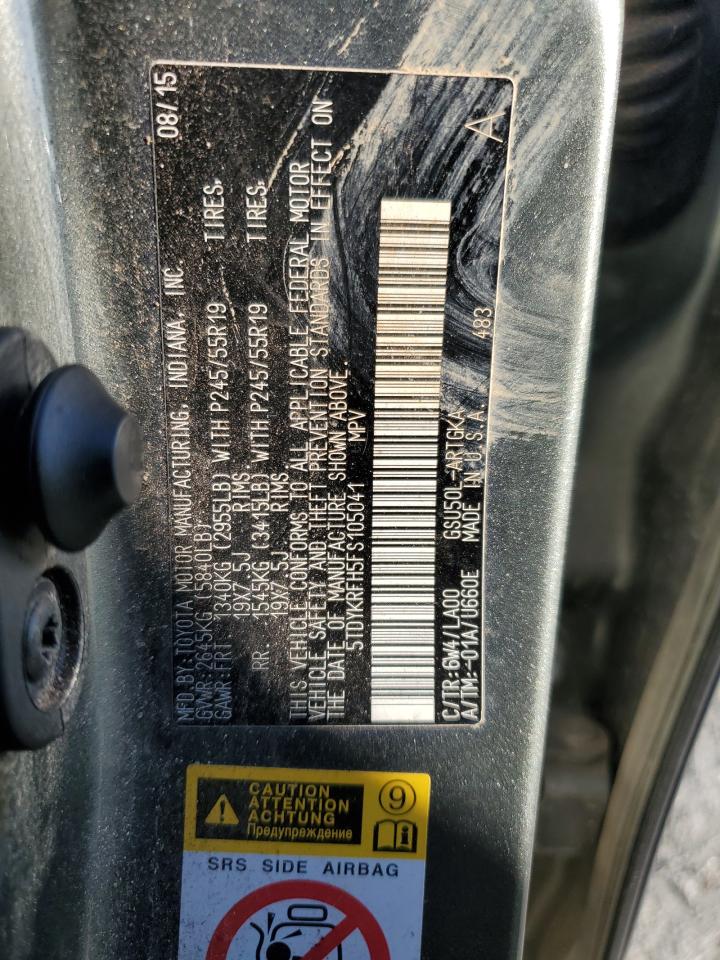 MFD.BY:TOYOTA MOTOR MANUFACTURING, INDIANA, INC. 08/15
GVWR:2645KG (5840LB)
GAWR:FRT 1340KG (2955LB) WITH P245/55R19 TIRES,
19X7.5J RIMS.
RR. 1545KG (3415LB) WITH P245/55R19 TIRES,
19X7.5J RIMS.
THIS VEHICLE CONFORMS TO ALL APPLICABLE FEDERAL MOTOR
VEHICLE SAFETY AND THEFT PREVENTION STANDARDS IN EFFECT ON
THE DATE OF MANUFACTURE SHOWN ABOVE.
5TDYKRFH5FS105041 MPV
A
C/TR:6W4/LA00 GSU50L-ARTGKA
A/TM:-01A/U660E MADE IN U.S.A. 483
CAUTION
ATTENTION
ACHTUNG
Предупреждение
9
SRS SIDE AIRBAG